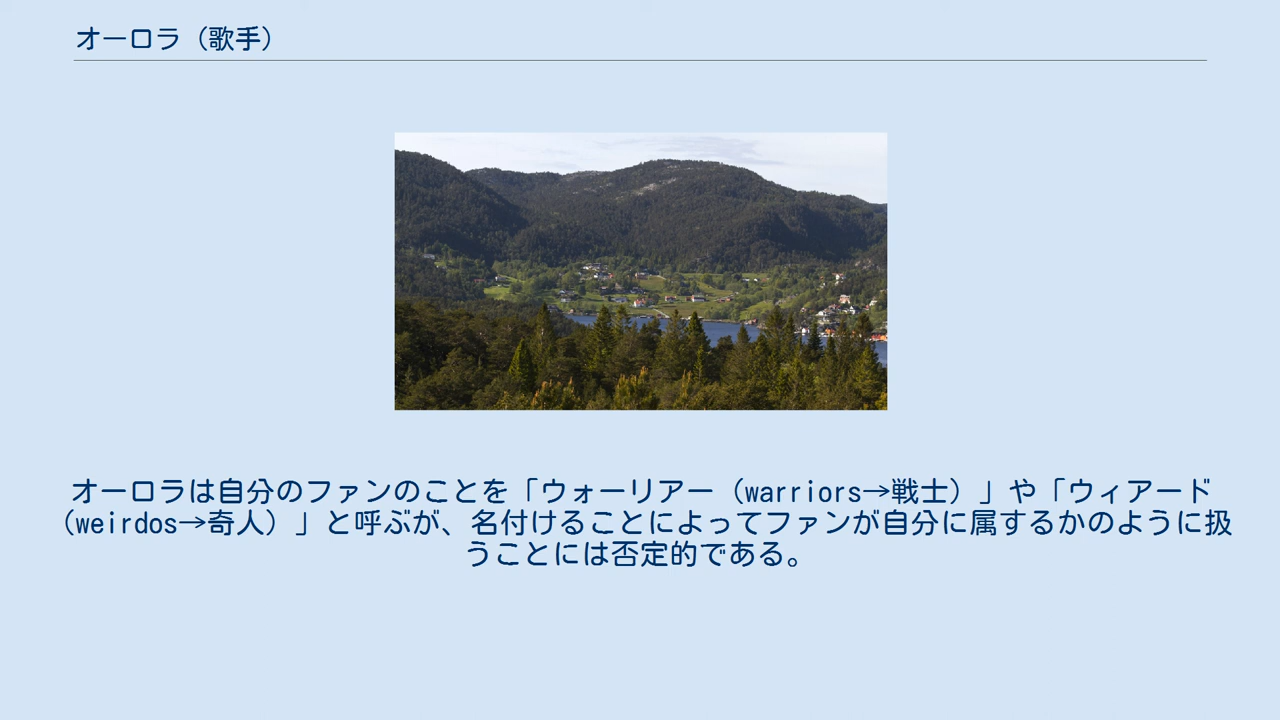 オーロラ（歌手）
オーロラは自分のファンのことを「ウォーリアー（warriors→戦士）」や「ウィアード
（weirdos→奇人）」と呼ぶが、名付けることによってファンが自分に属するかのように扱
うことには否定的である。